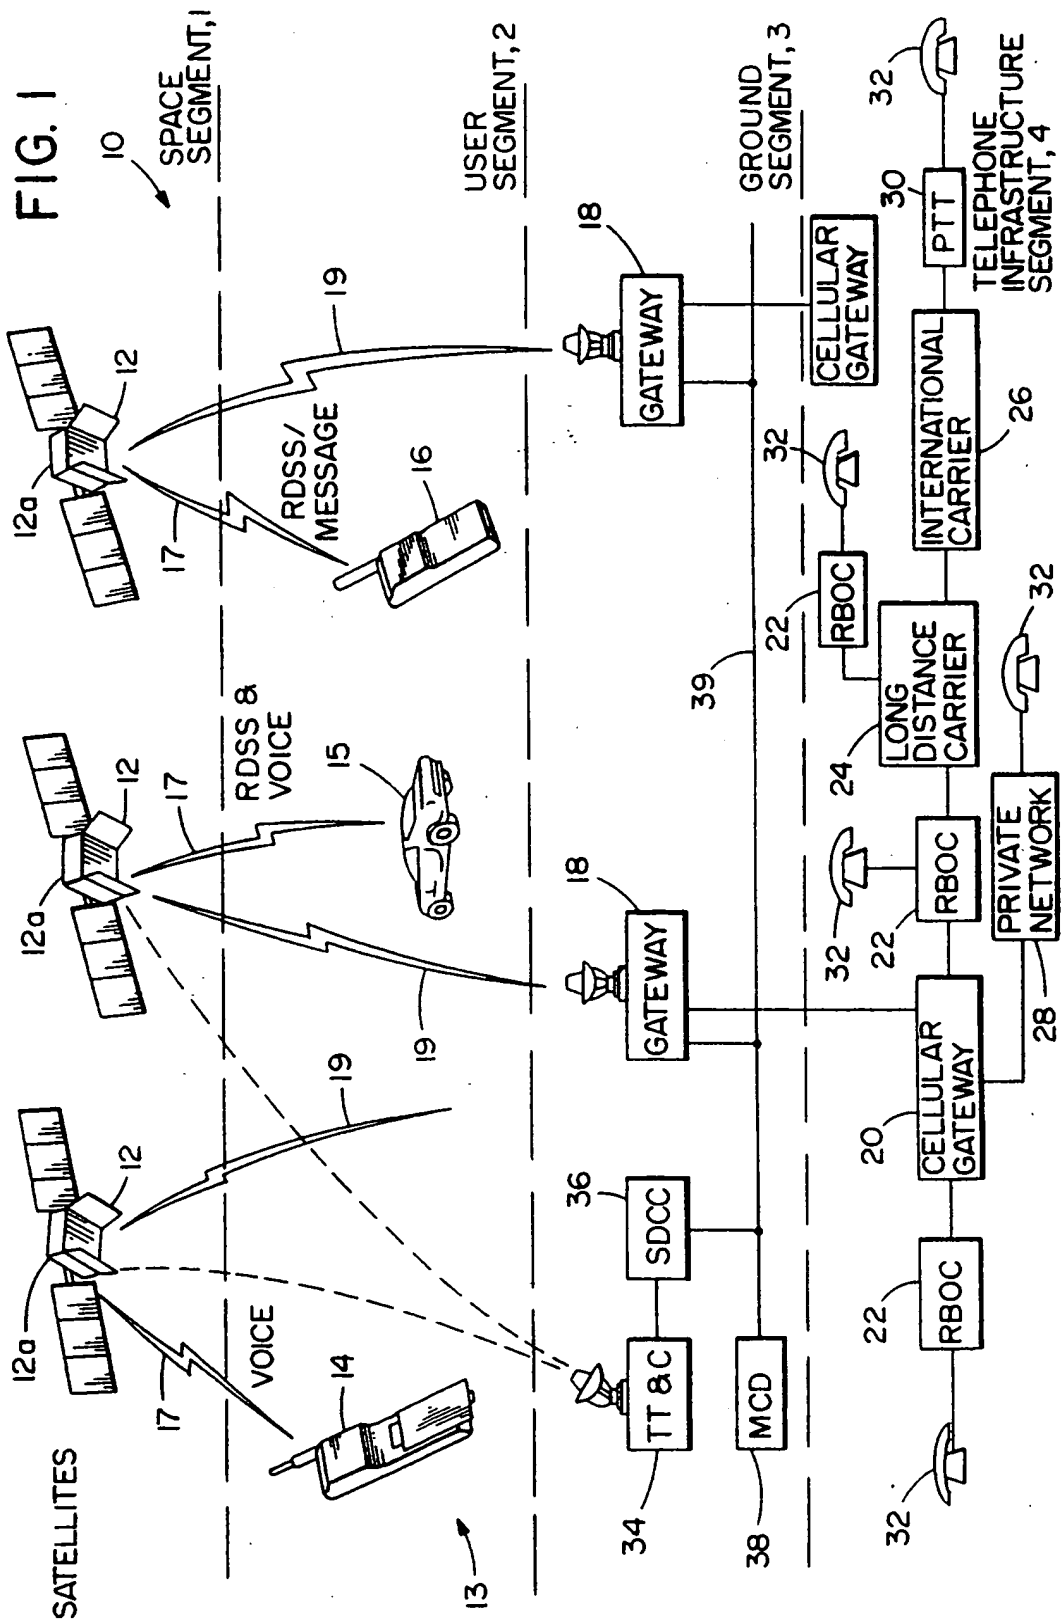 FIG. 1
SATELLITES
10
SPACE
SEGMENT, 1
12a
12
12a
12
12a
12
17
19
19
17
17
19
VOICE
14
RDSS &
VOICE
15
RDSS/
MESSAGE
16
13
USER
SEGMENT, 2
18
18
GATEWAY
GATEWAY
36
SDCC
TT & C
34
MCD
38
39
GROUND
SEGMENT, 3
CELLULAR
GATEWAY
22
RBOC
32
32
RBOC
22
20
CELLULAR
GATEWAY
32
22
RBOC
24
LONG
DISTANCE
CARRIER
INTERNATIONAL
CARRIER
26
30
PTT
32
PRIVATE
NETWORK
28
32
TELEPHONE
INFRASTRUCTURE
SEGMENT, 4